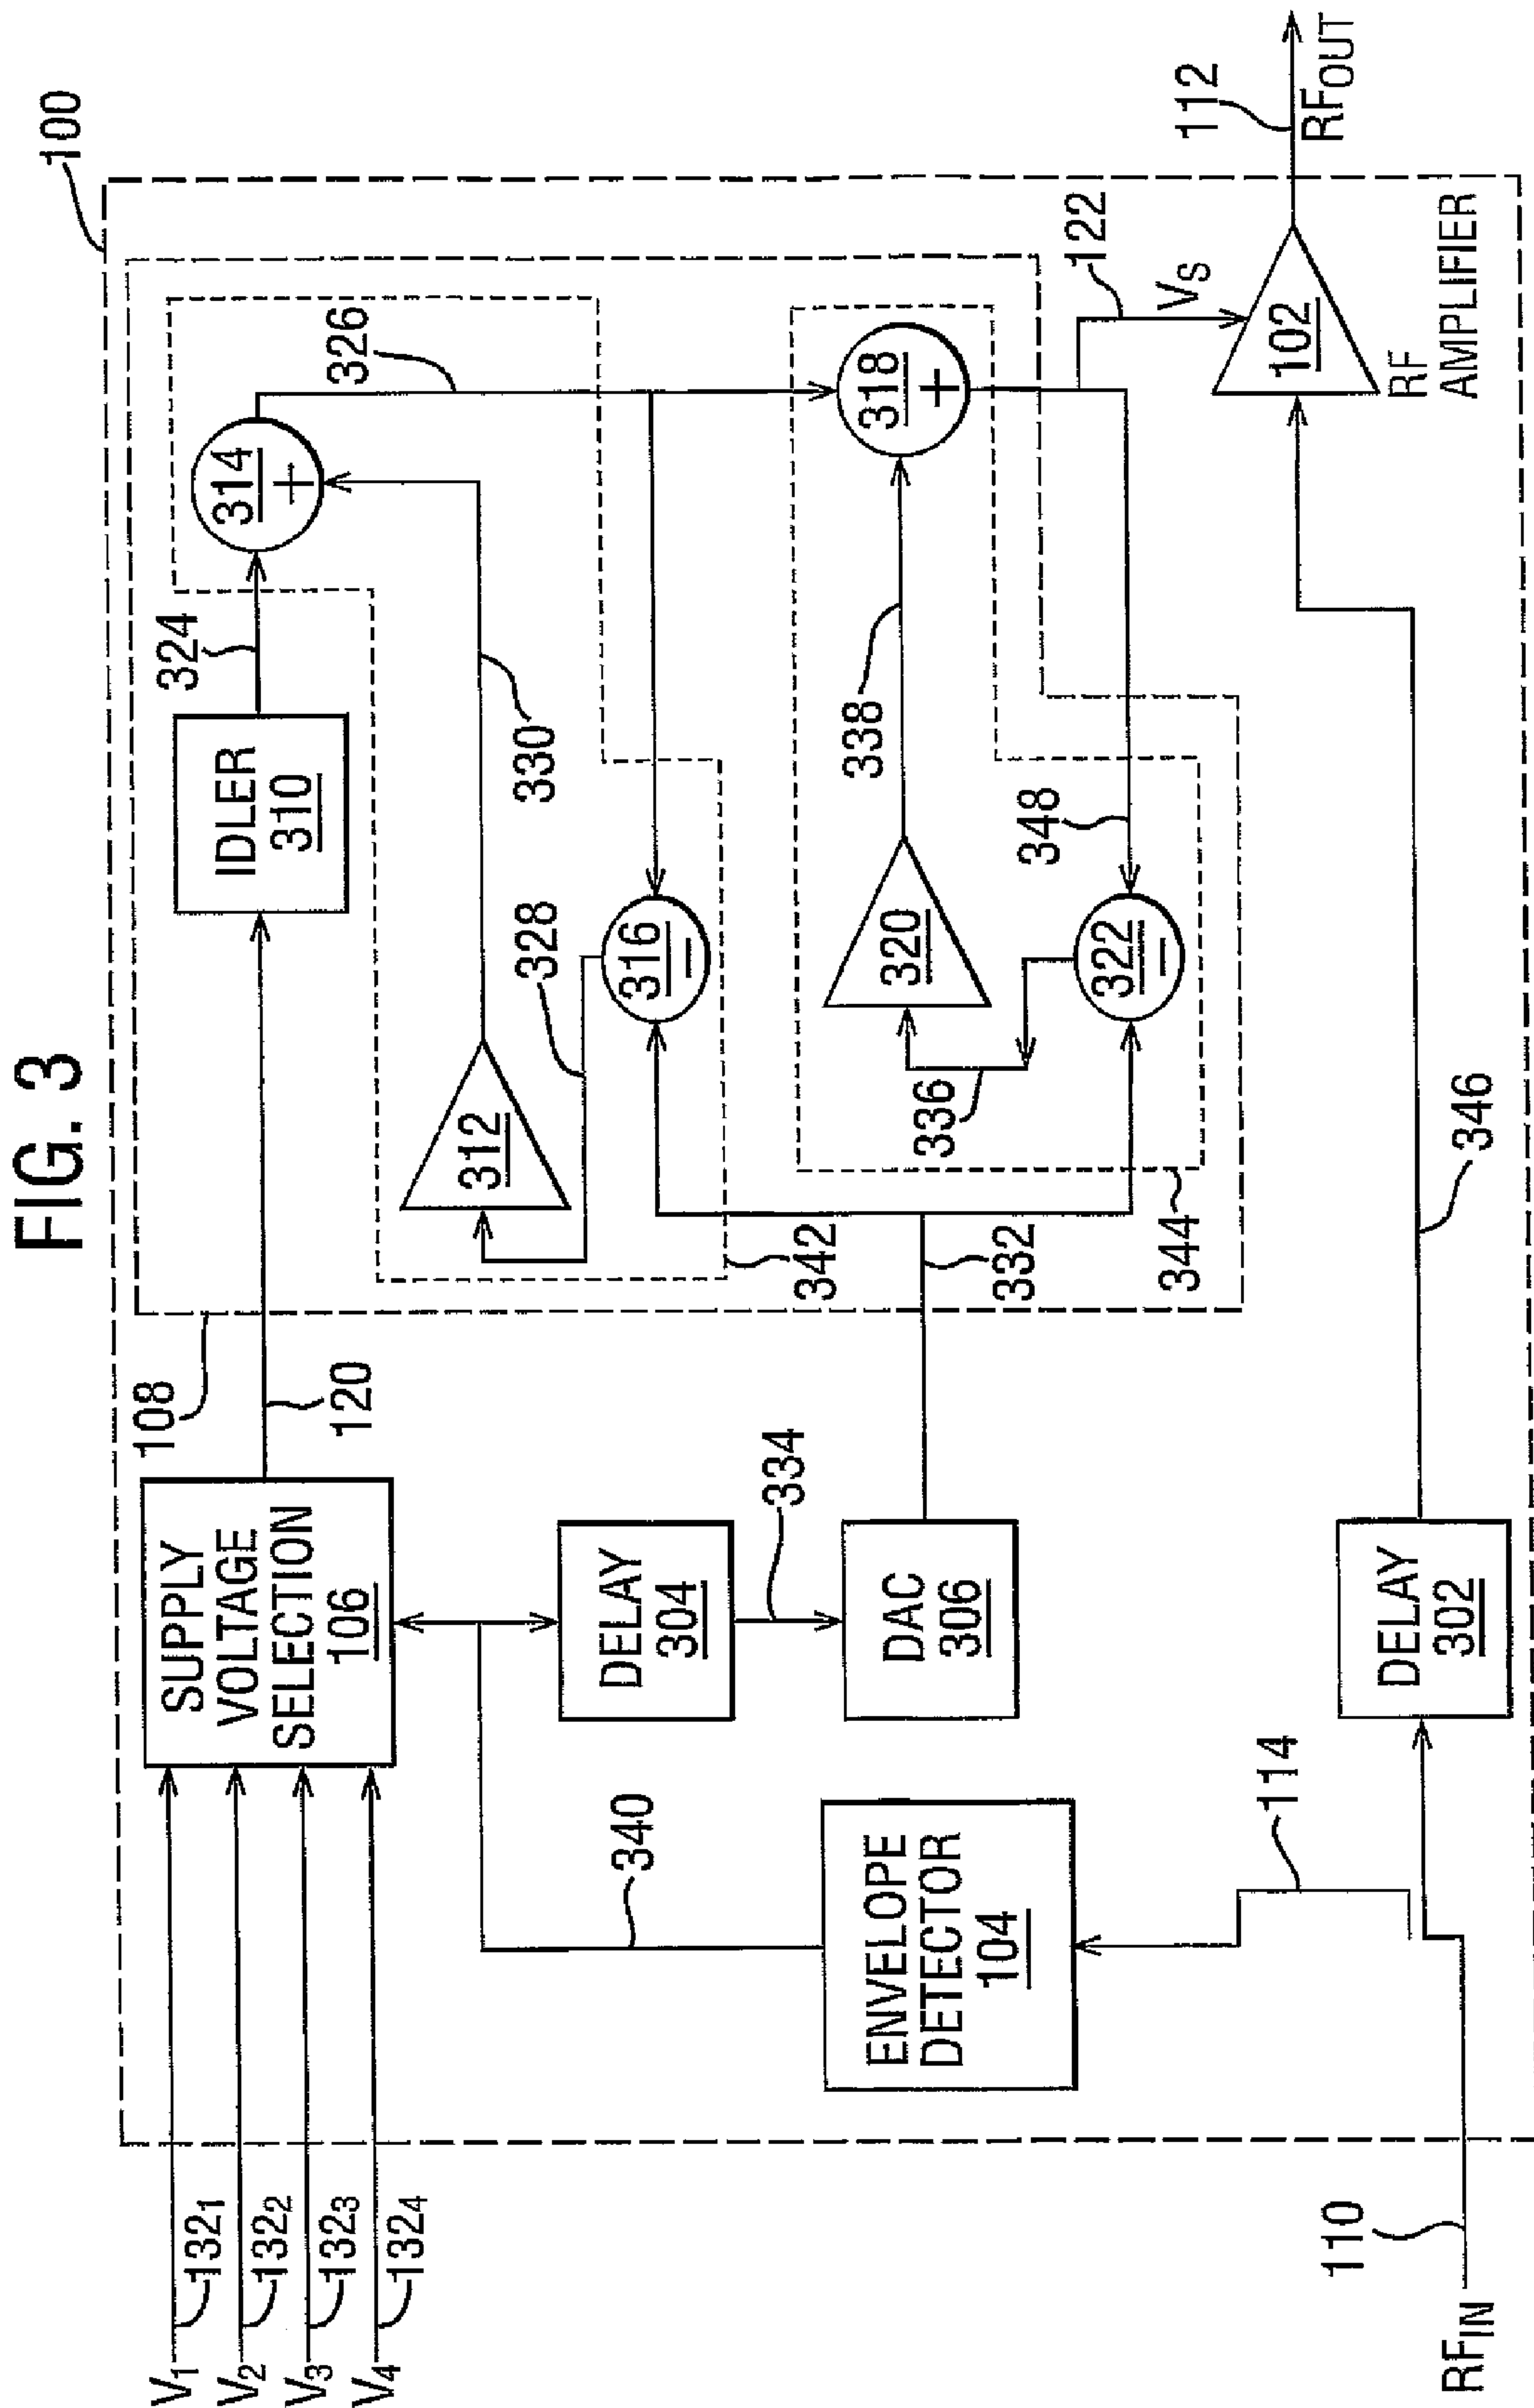 FIG. 3
100
108
V1
V2
V3
V4
1321
1322
1323
1324
SUPPLY
VOLTAGE
SELECTION
106
120
IDLER
310
324
314
+
326
312
330
328
316
–
342
340
DELAY
304
334
DAC
306
332
320
338
318
+
336
322
–
348
344
122
VS
ENVELOPE
DETECTOR
104
114
110
RFIN
DELAY
302
346
102
RF
AMPLIFIER
112
RFOUT